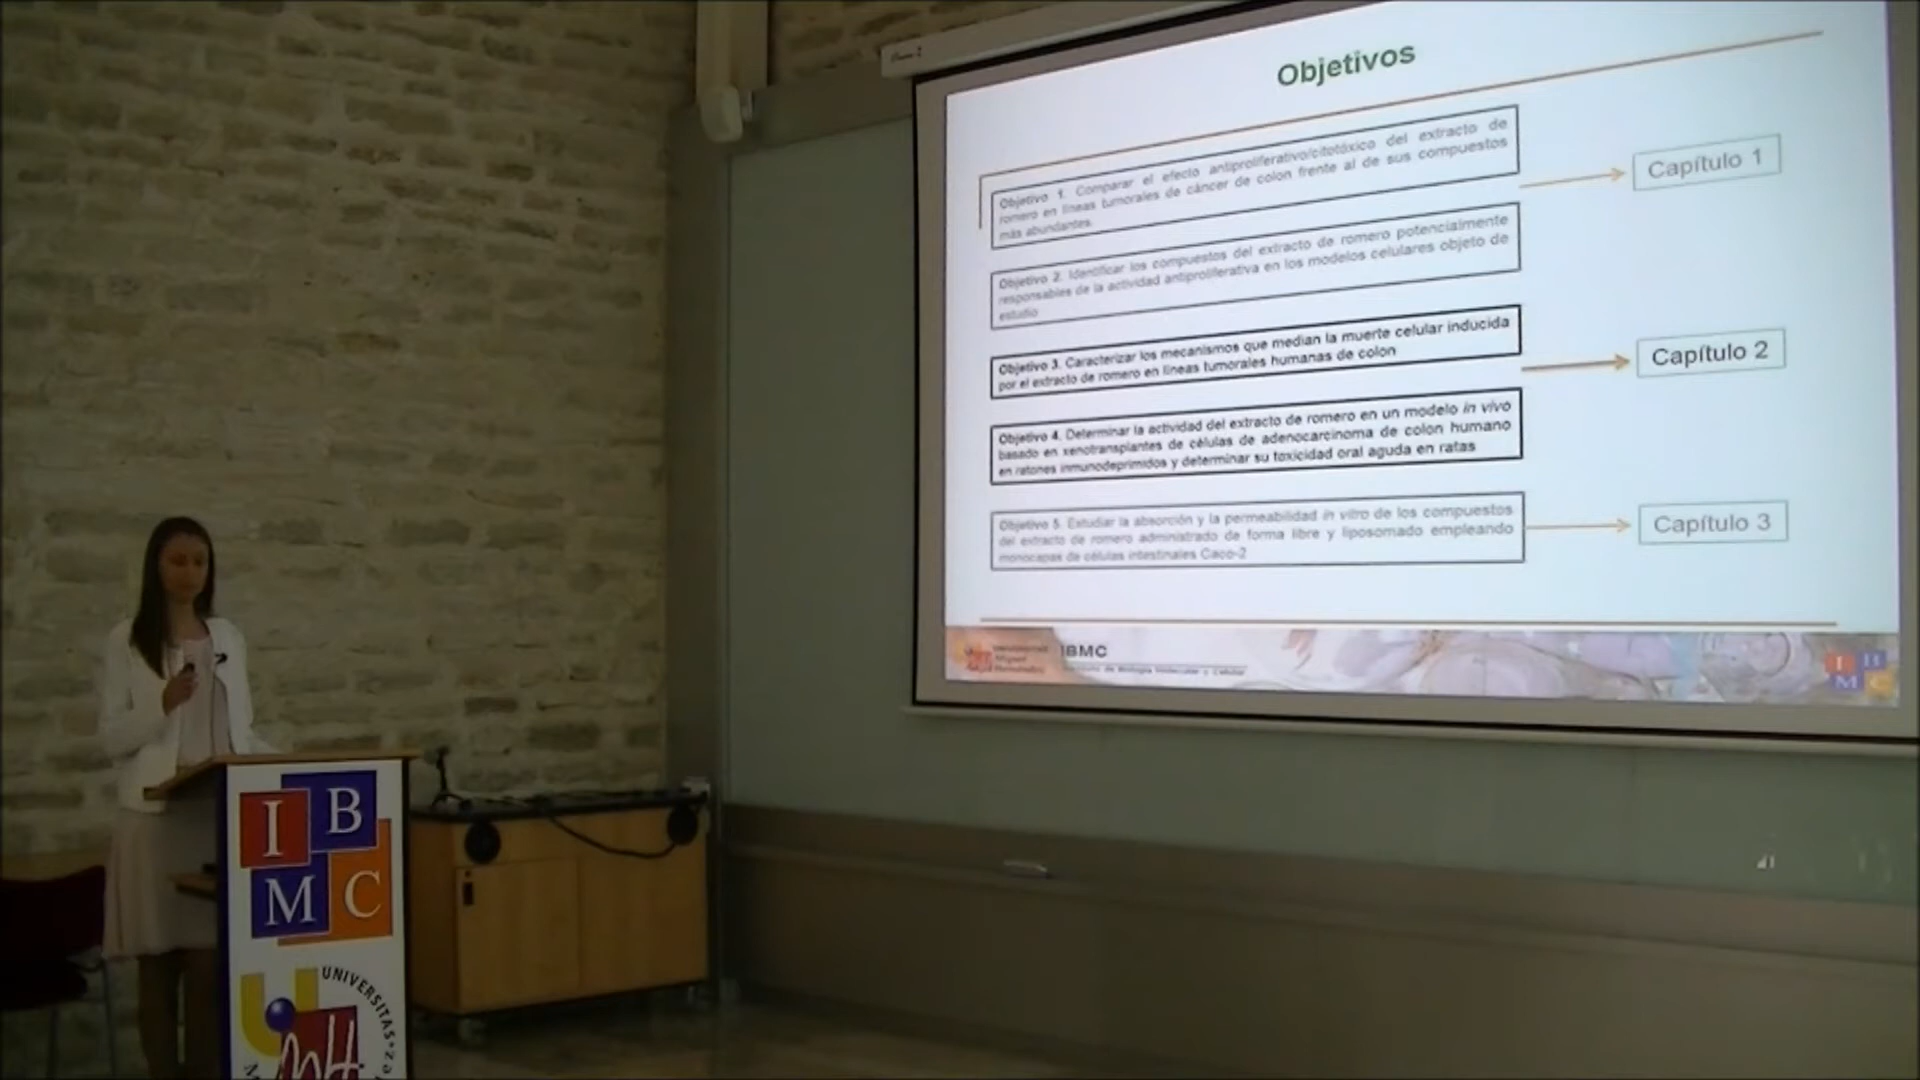 Objetivos
Objetivo 1. Comparar el efecto antiproliferativo/citotóxico del extracto de
romero en líneas tumorales de cáncer de colon frente al de sus compuestos
más abundantes
Capítulo 1
Objetivo 2. Identificar los compuestos del extracto de romero potencialmente
responsables de la actividad antiproliferativa en los modelos celulares objeto de
estudio
Objetivo 3. Caracterizar los mecanismos que median la muerte celular inducida
por el extracto de romero en líneas tumorales humanas de colon
Capítulo 2
Objetivo 4. Determinar la actividad del extracto de romero en un modelo in vivo
basado en xenotransplantes de células de adenocarcinoma de colon humano
en ratones inmunodeprimidos y determinar su toxicidad oral aguda en ratas
Objetivo 5. Estudiar la absorción y la permeabilidad in vitro de los compuestos
del extracto de romero administrado de forma libre y liposomado empleando
monocapas de células intestinales Caco-2
Capítulo 3
IBMC
de Biología Molecular y Celular
I B
M C
I B
M C
UNIVERSITAS